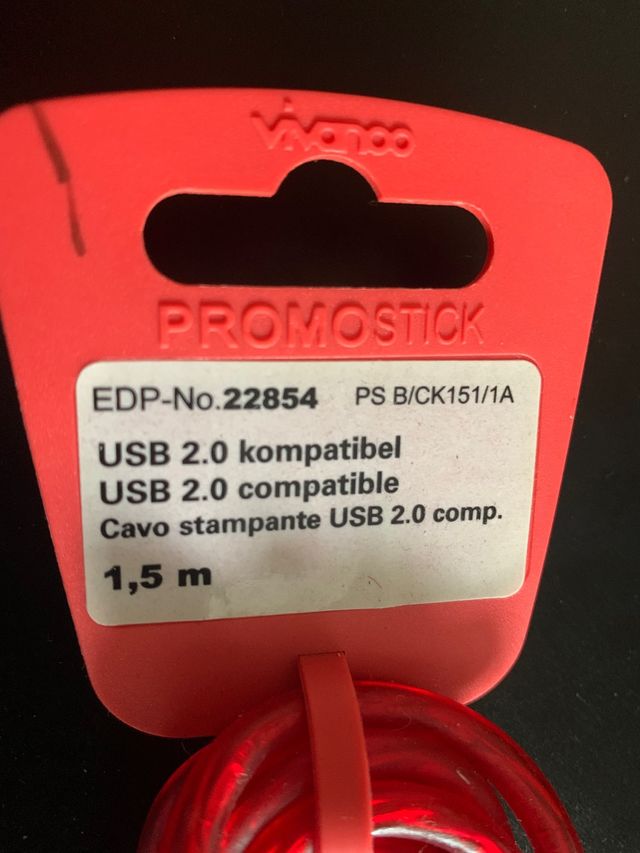 vivanco
PROMOSTICK
EDP-No.22854 PS B/CK151/1A
USB 2.0 kompatibel
USB 2.0 compatible
Cavo stampante USB 2.0 comp.
1,5 m